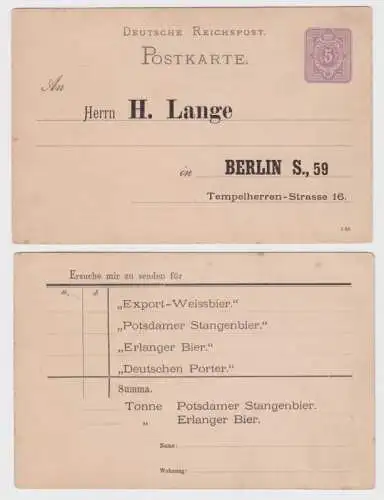 Deutsche Reichspost.
Postkarte.
5
An
Herrn H. Lange
in BERLIN S., 59
Tempelherren-Strasse 16.
Ersuche mir zu senden für
„Export-Weissbier.“
„Potsdamer Stangenbier.“
„Erlanger Bier.“
„Deutschen Porter.“
Summa.
Tonne Potsdamer Stangenbier.
„ Erlanger Bier.
Name:
Wohnung: